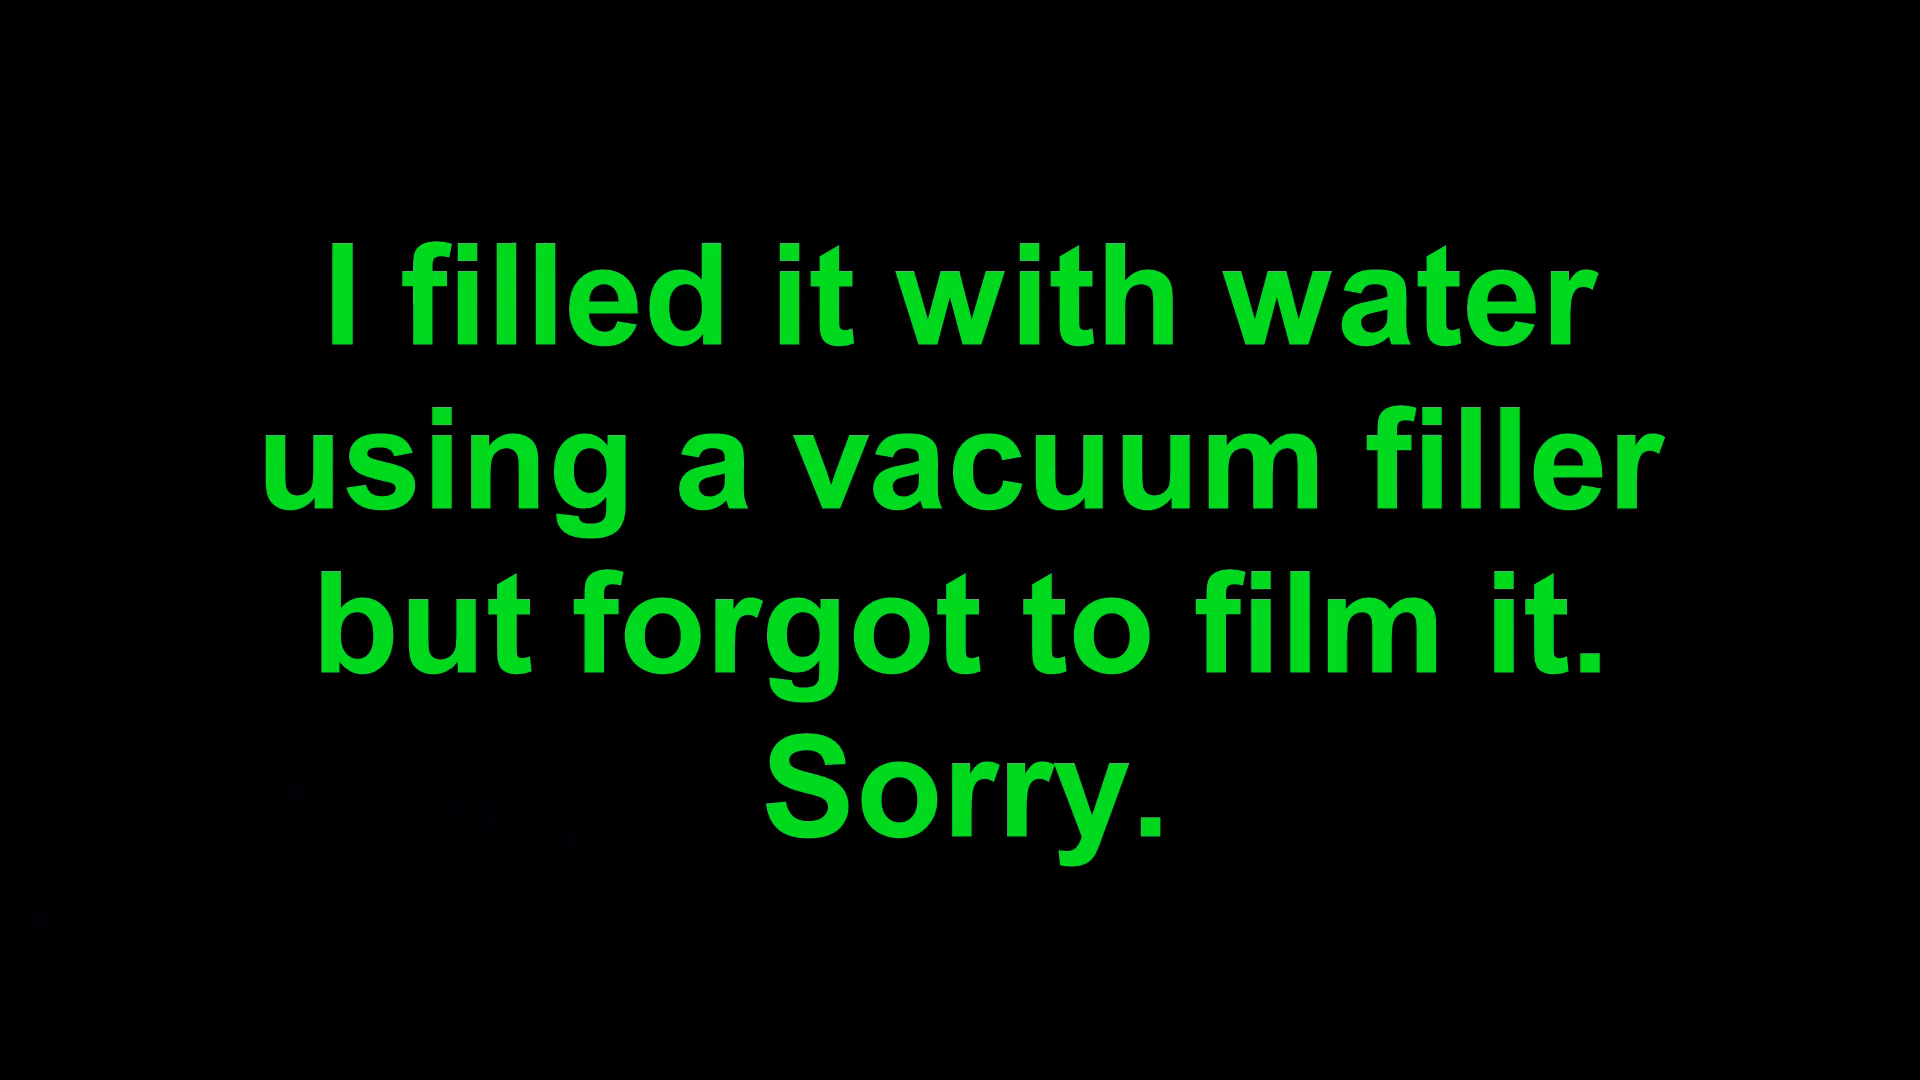 I filled it with water
using a vacuum filler
but forgot to film it.
Sorry.